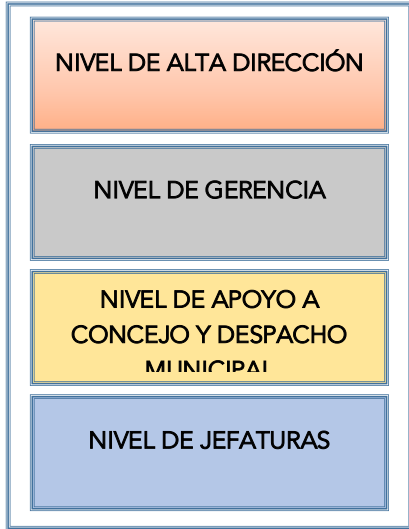 NIVEL DE ALTA DIRECCIÓN
NIVEL DE GERENCIA
NIVEL DE APOYO A
CONCEJO Y DESPACHO
MUNICIPAL
NIVEL DE JEFATURAS